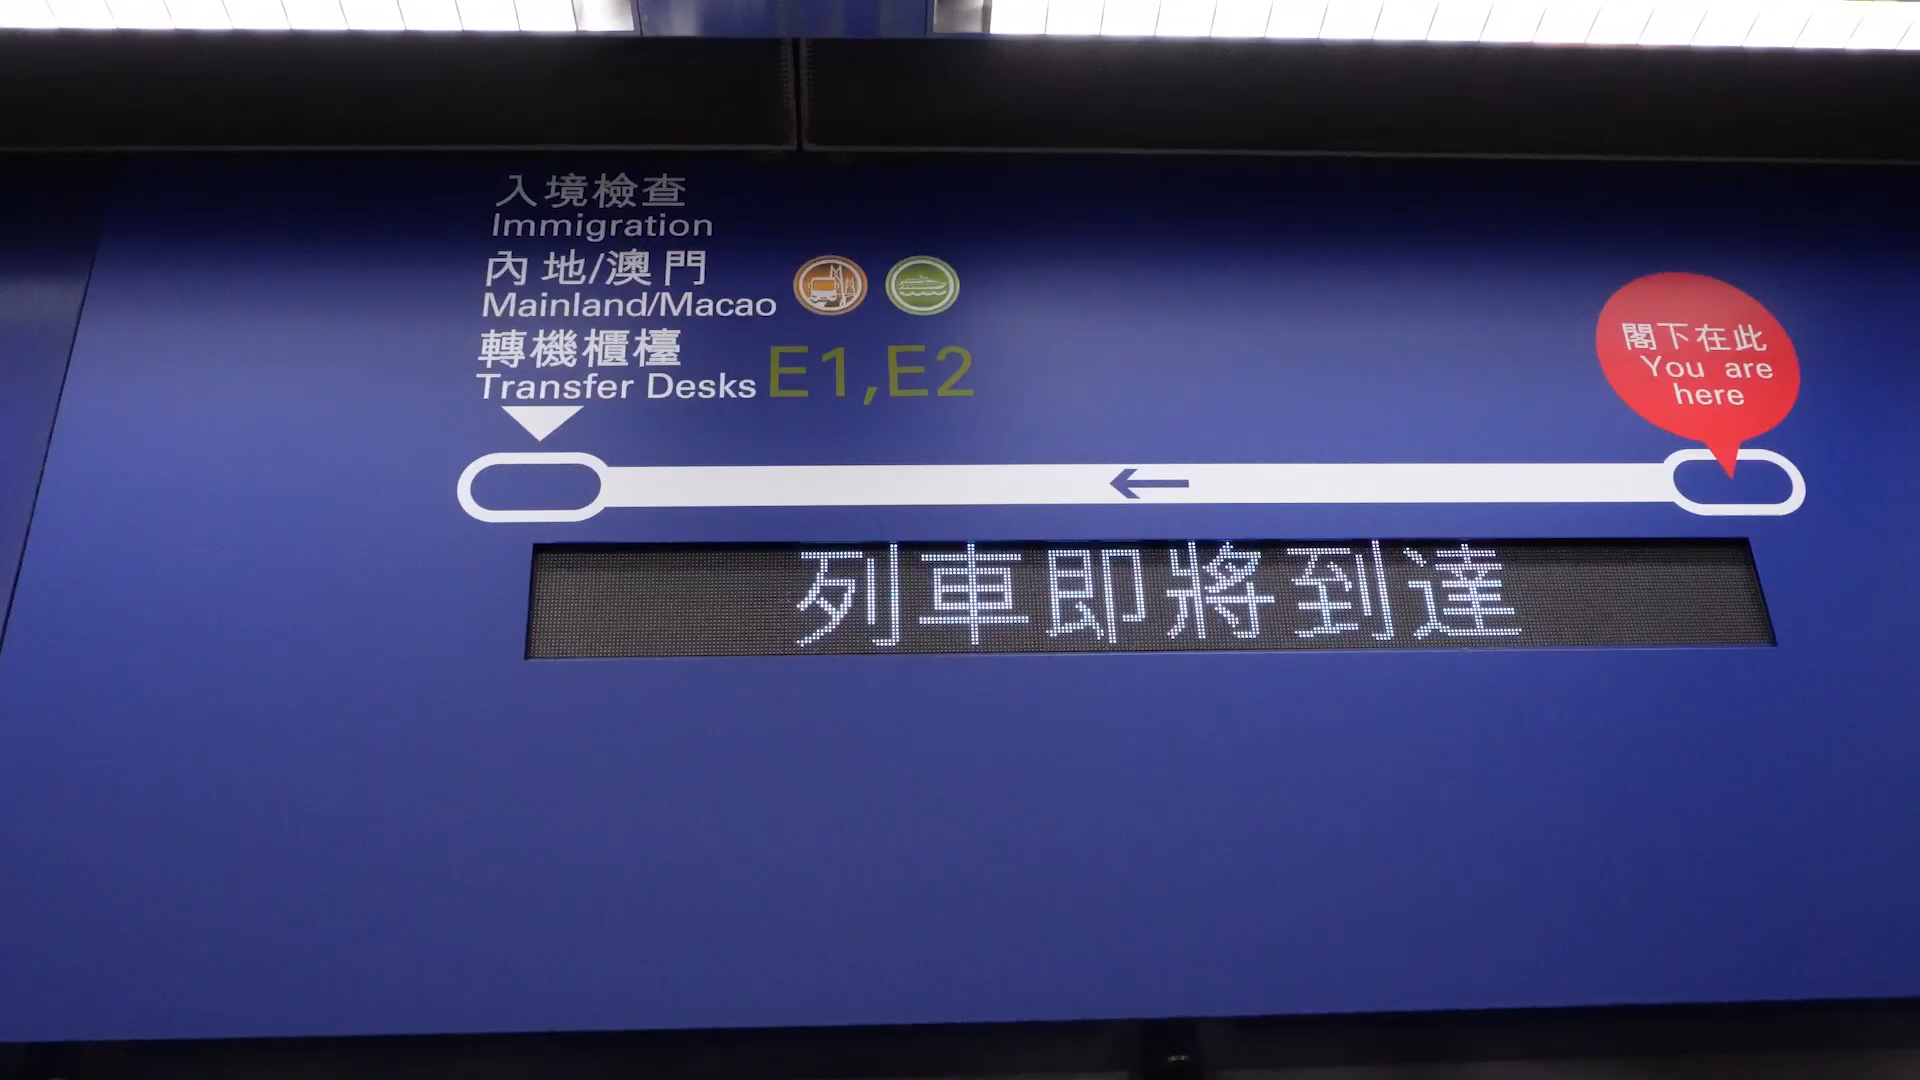 入境檢查
Immigration
內地/澳門
Mainland/Macao
轉機櫃檯
Transfer Desks E1,E2
閣下在此
You are
here
列車即將到達